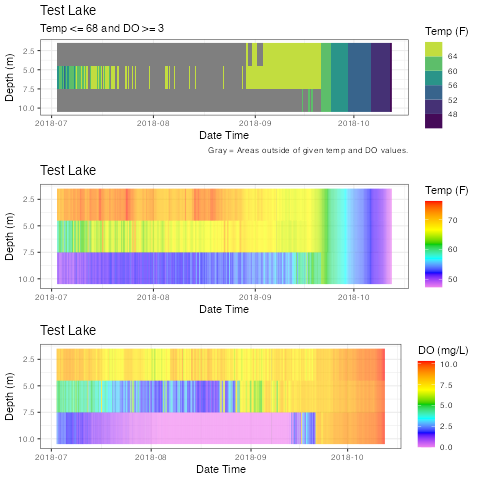 Test Lake
Temp <= 68 and DO >= 3
Depth (m)
2.5
5.0
7.5
10.0
2018-07
2018-08
2018-09
2018-10
Date Time
Gray = Areas outside of given temp and DO values.
Temp (F)
64
60
56
52
48
Test Lake
Depth (m)
2.5
5.0
7.5
10.0
2018-07
2018-08
2018-09
2018-10
Date Time
Temp (F)
70
60
50
Test Lake
Depth (m)
2.5
5.0
7.5
10.0
2018-07
2018-08
2018-09
2018-10
Date Time
DO (mg/L)
10.0
7.5
5.0
2.5
0.0